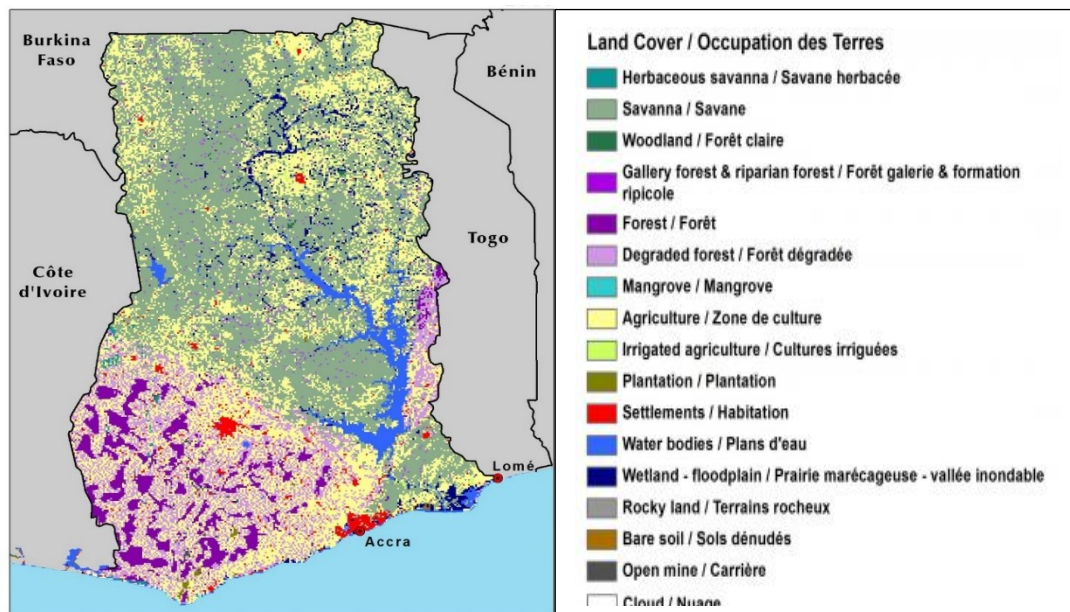 Burkina
Faso
Bénin
Togo
Côte
d'Ivoire
Lomé
Accra
Land Cover / Occupation des Terres
Herbaceous savanna / Savane herbacée
Savanna / Savane
Woodland / Forêt claire
Gallery forest & riparian forest / Forêt galerie & formation
ripicole
Forest / Forêt
Degraded forest / Forêt dégradée
Mangrove / Mangrove
Agriculture / Zone de culture
Irrigated agriculture / Cultures irriguées
Plantation / Plantation
Settlements / Habitation
Water bodies / Plans d'eau
Wetland - floodplain / Prairie marécageuse - vallée inondable
Rocky land / Terrains rocheux
Bare soil / Sols dénudés
Open mine / Carrière
Cloud / Nuage